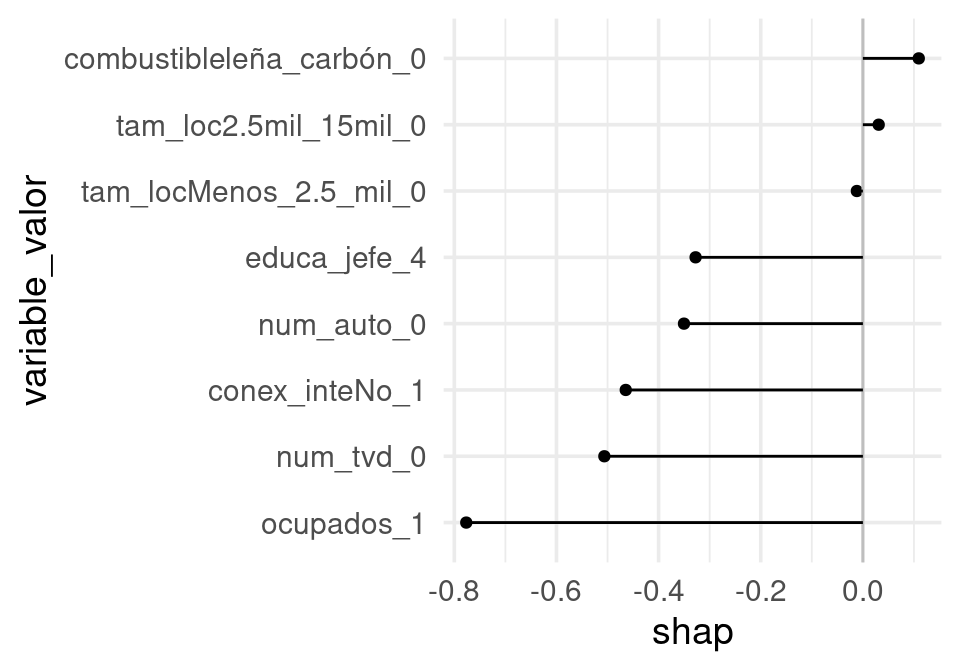 combustibleleña_carbón_0
tam_loc2.5mil_15mil_0
tam_locMenos_2.5_mil_0
educa_jefe_4
num_auto_0
conex_inteNo_1
num_tvd_0
ocupados_1
variable_valor
-0.8 -0.6 -0.4 -0.2 0.0
shap